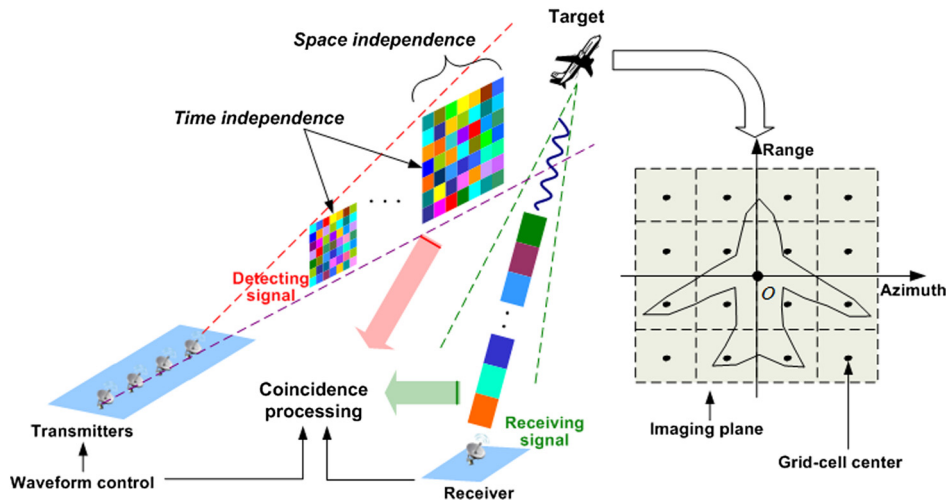 Target
Space independence
Time independence
Range
Azimuth
O
Detecting
signal
Coincidence
processing
Receiving
signal
Transmitters
Waveform control
Receiver
Imaging plane
Grid-cell center